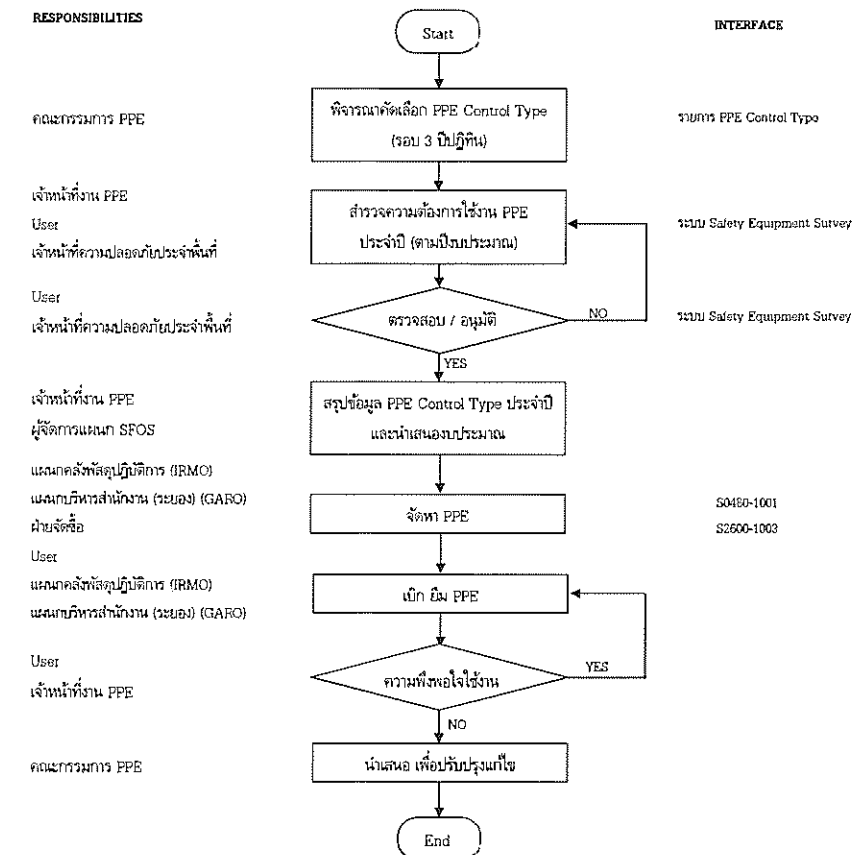 RESPONSIBILITIES
INTERFACE
Start
คณะกรรมการ PPE
พิจารณาคัดเลือก PPE Control Type
(รอบ 3 ปีปฏิทิน)
รายการ PPE Control Type
เจ้าหน้าที่งาน PPE
User
เจ้าหน้าที่ความปลอดภัยประจำพื้นที่
สำรวจความต้องการใช้งาน PPE
ประจำปี (ตามปีงบประมาณ)
ระบบ Safety Equipment Survey
User
เจ้าหน้าที่ความปลอดภัยประจำพื้นที่
ตรวจสอบ / อนุมัติ
NO
ระบบ Safety Equipment Survey
YES
เจ้าหน้าที่งาน PPE
ผู้จัดการแผนก SFOS
สรุปข้อมูล PPE Control Type ประจำปี
และนำเสนองบประมาณ
แผนกคลังพัสดุปฏิบัติการ (IRMO)
แผนกบริหารสำนักงาน (ระยอง) (GARO)
ฝ่ายจัดซื้อ
จัดหา PPE
S0480-1001
S2600-1003
User
แผนกคลังพัสดุปฏิบัติการ (IRMO)
แผนกบริหารสำนักงาน (ระยอง) (GARO)
เบิก ยืม PPE
User
เจ้าหน้าที่งาน PPE
ความพึงพอใจใช้งาน
YES
NO
คณะกรรมการ PPE
นำเสนอ เพื่อปรับปรุงแก้ไข
End